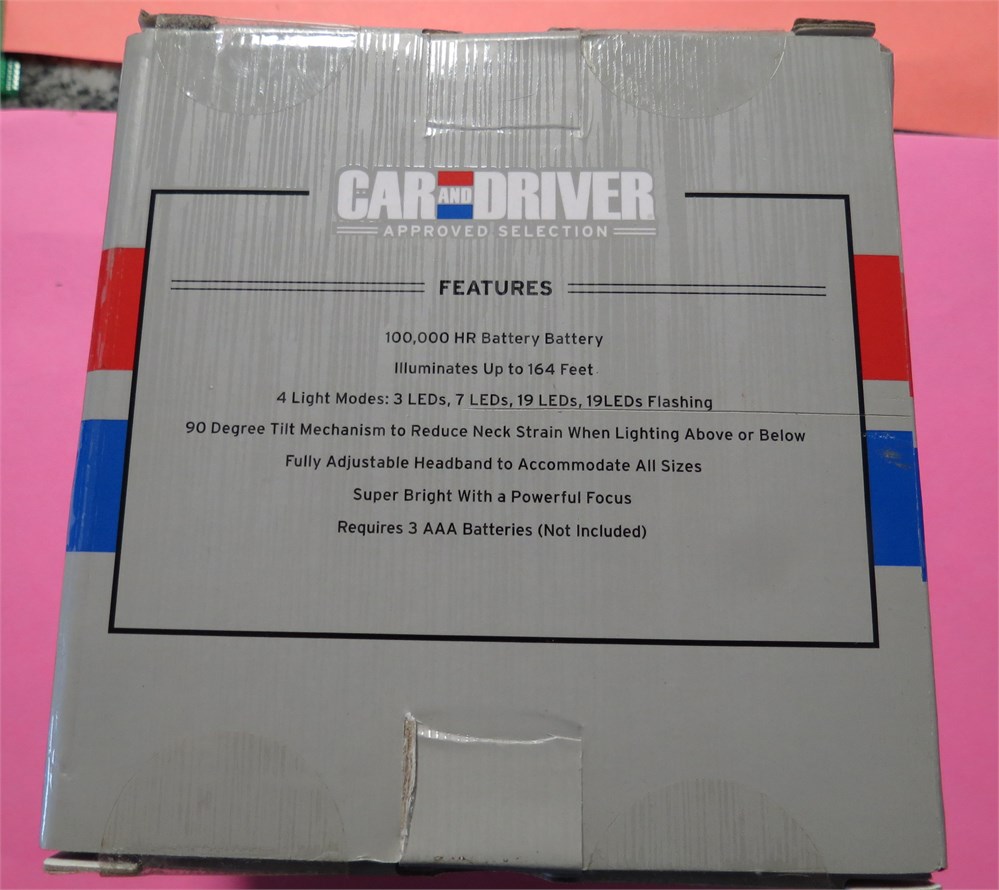 CAR AND DRIVER
APPROVED SELECTION
FEATURES
100,000 HR Battery Battery
Illuminates Up to 164 Feet
4 Light Modes: 3 LEDs, 7 LEDs, 19 LEDs, 19LEDs Flashing
90 Degree Tilt Mechanism to Reduce Neck Strain When Lighting Above or Below
Fully Adjustable Headband to Accommodate All Sizes
Super Bright With a Powerful Focus
Requires 3 AAA Batteries (Not Included)